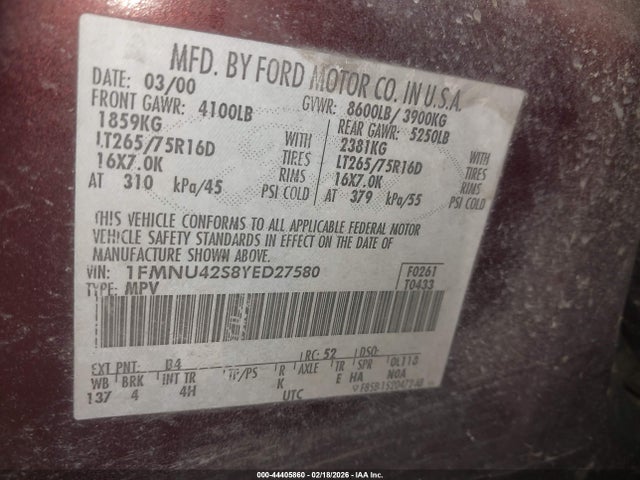 MFD. BY FORD MOTOR CO. IN U.S.A.
DATE: 03/00 GVWR: 8600LB/ 3900KG
FRONT GAWR: 4100LB REAR GAWR: 5250LB
1859KG WITH 2381KG WITH
LT265/75R16D TIRES LT265/75R16D TIRES
16X7.0K RIMS 16X7.0K RIMS
AT 310 kPa/45 PSI COLD AT 379 kPa/55 PSI COLD
THIS VEHICLE CONFORMS TO ALL APPLICABLE FEDERAL MOTOR
VEHICLE SAFETY STANDARDS IN EFFECT ON THE DATE OF
MANUFACTURE SHOWN ABOVE.
VIN: 1FMNU42S8YED27580 F0261
TYPE: MPV T0433
EXT PNT: B4 RC: 52 DSO:
WB BRK INT TR TP/PS R AXLE TR SPR
137 4 4H K E HA NOA
UTC
000-44405860 - 02/18/2026 - IAA Inc.